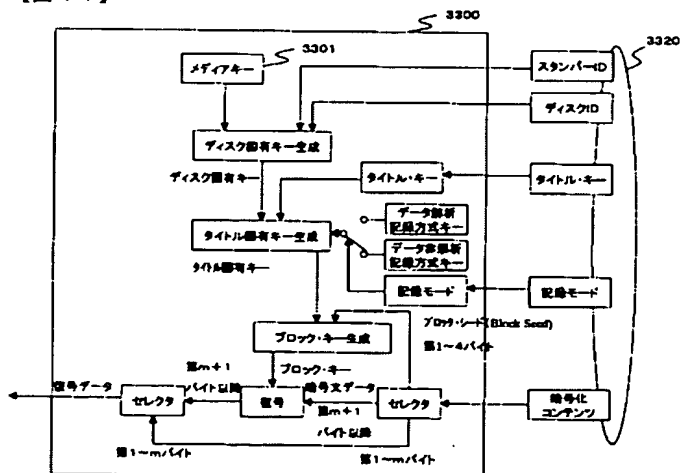 3300
3301
メディアキー
スタンパーID
3320
ディスクID
ディスク固有キー生成
ディスク固有キー
タイトル・キー
タイトル・キー
データ解析
記録方式キー
タイトル固有キー生成
データ非解析
記録方式キー
タイトル固有キー
記録モード
記録モード
ブロック・シード(Block Seed)
第1~4バイト
ブロック・キー生成
ブロック・キー
復号データ
セレクタ
第m+1
バイト以降
復号
暗号文データ
第m+1
バイト以降
セレクタ
暗号化
コンテンツ
第1~mバイト
第1~mバイト